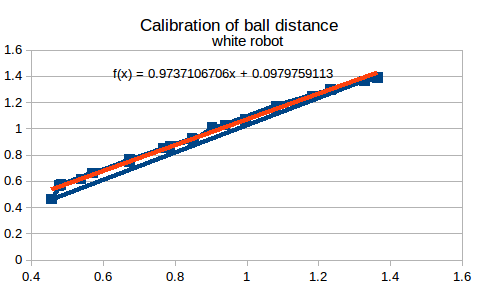 Calibration of ball distance
white robot
1.6
f(x) = 0.9737106706x + 0.0979759113
1.4
1.2
1
0.8
0.6
0.4
0.2
0
0.4 0.6 0.8 1 1.2 1.4 1.6